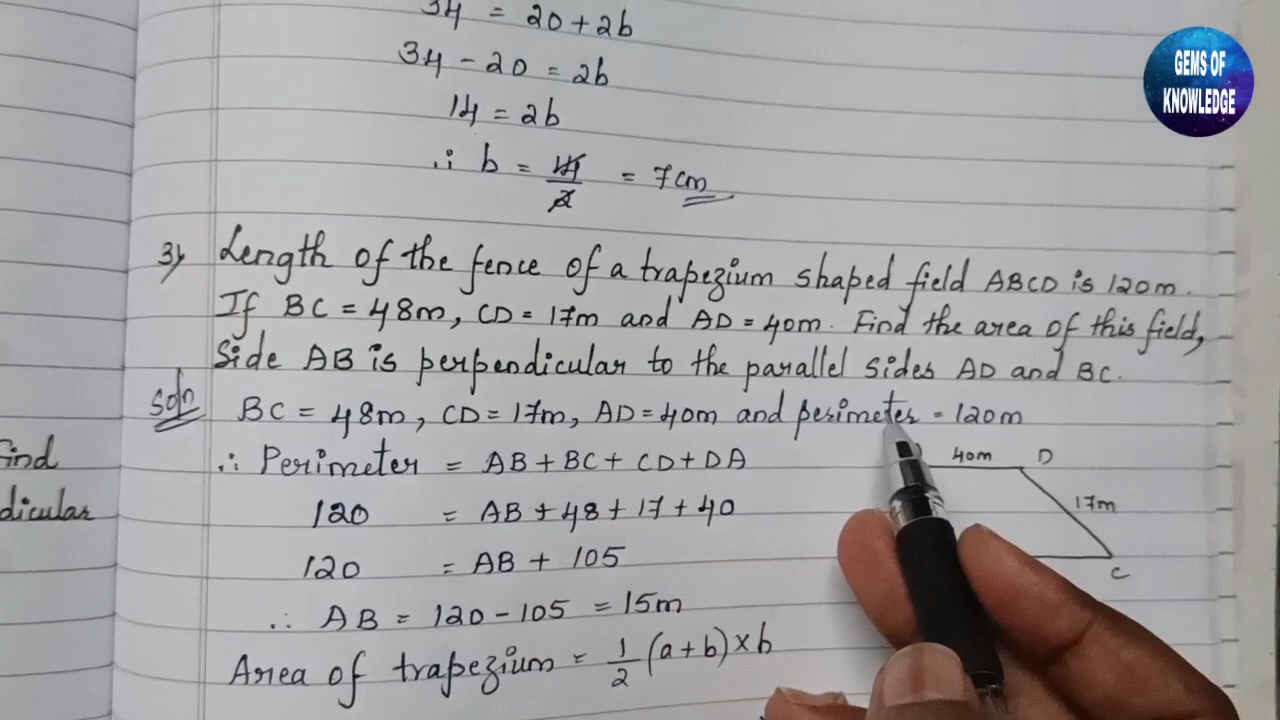 34 = 20 + 2b
34 - 20 = 2b
14 = 2b
∴ b = 14/2 = 7cm
GEMS OF
KNOWLEDGE
3) Length of the fence of a trapezium shaped field ABCD is 120m.
If BC = 48m, CD = 17m and AD = 40m. Find the area of this field,
Side AB is perpendicular to the parallel sides AD and BC.
Soln BC = 48m, CD = 17m, AD = 40m and perimeter = 120m
∴ Perimeter = AB + BC + CD + DA
120 = AB + 48 + 17 + 40
120 = AB + 105
∴ AB = 120 - 105 = 15m
Area of trapezium = 1/2 (a+b) × b
40m D
17m
C
Find
dicular